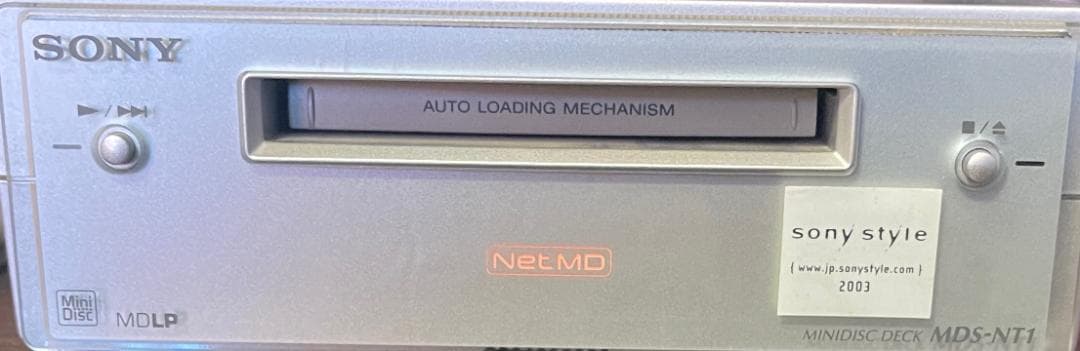 SONY
▶/▶▶|
AUTO LOADING MECHANISM
■/⏏
NetMD
sony style
( www.jp.sonystyle.com )
2003
Mini
Disc
MDLP
MINIDISC DECK MDS-NT1